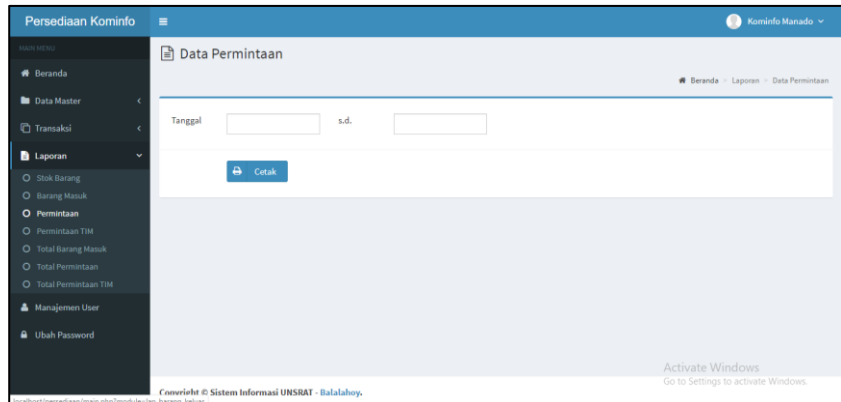 Persediaan Kominfo
Kominfo Manado
MAIN MENU
Data Permintaan
Beranda
Beranda > Laporan > Data Permintaan
Data Master
Tanggal
s.d.
Transaksi
Laporan
Cetak
Stok Barang
Barang Masuk
Permintaan
Permintaan TIM
Total Barang Masuk
Total Permintaan
Total Permintaan TIM
Manajemen User
Ubah Password
Activate Windows
Go to Settings to activate Windows.
Copyright © Sistem Informasi UNSRAT - Balalahoy.